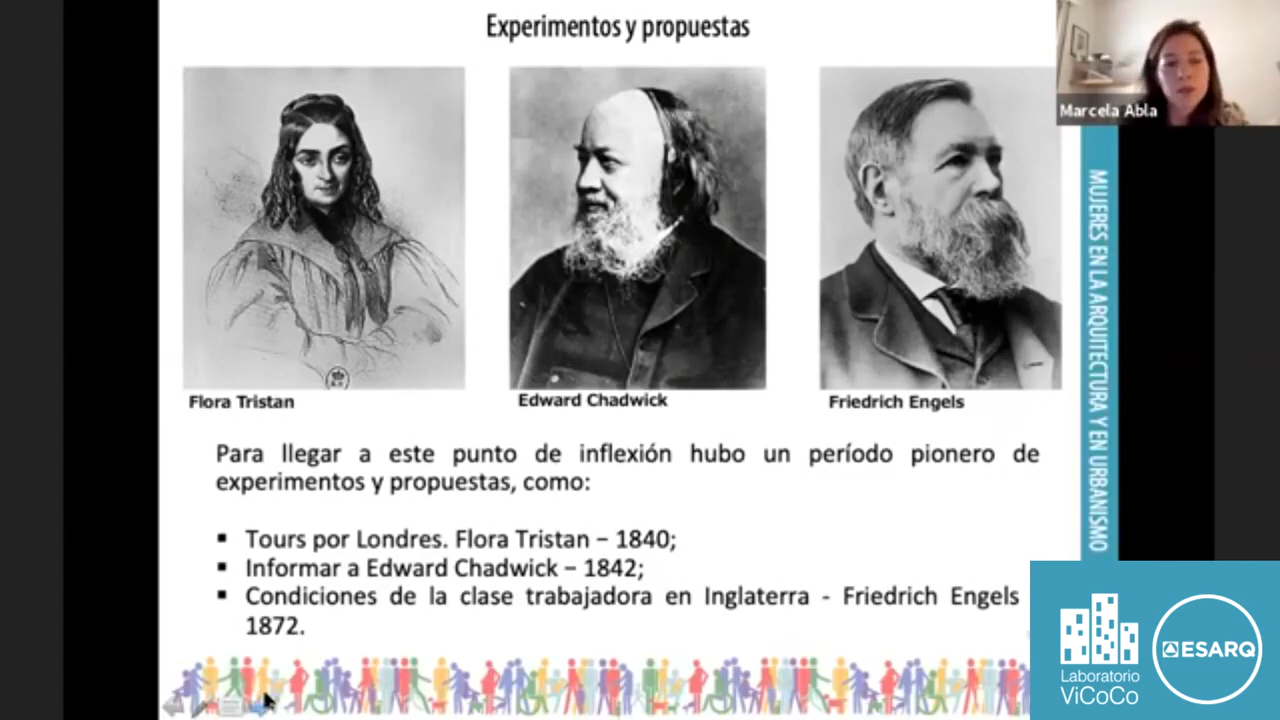 Experimentos y propuestas
Marcela Abla
Flora Tristan
Edward Chadwick
Friedrich Engels
Para llegar a este punto de inflexión hubo un período pionero de
experimentos y propuestas, como:
▪ Tours por Londres. Flora Tristan – 1840;
▪ Informar a Edward Chadwick – 1842;
▪ Condiciones de la clase trabajadora en Inglaterra - Friedrich Engels
1872.
MUJERES EN LA ARQUITECTURA Y EN URBANISMO
Laboratorio
ViCoCo
ESARQ